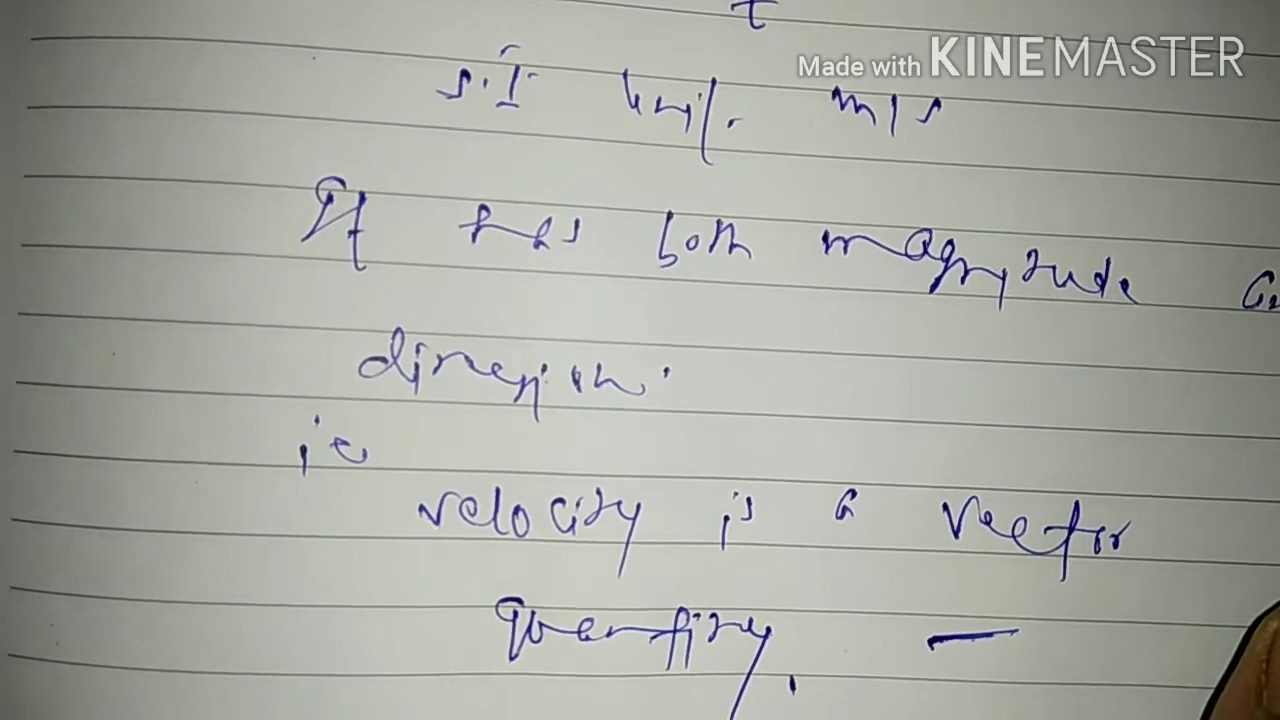 t
Made with KINEMASTER
S.I unit. m/s
It has both magnitude
direction.
ie
velocity is a vector
quantity. —